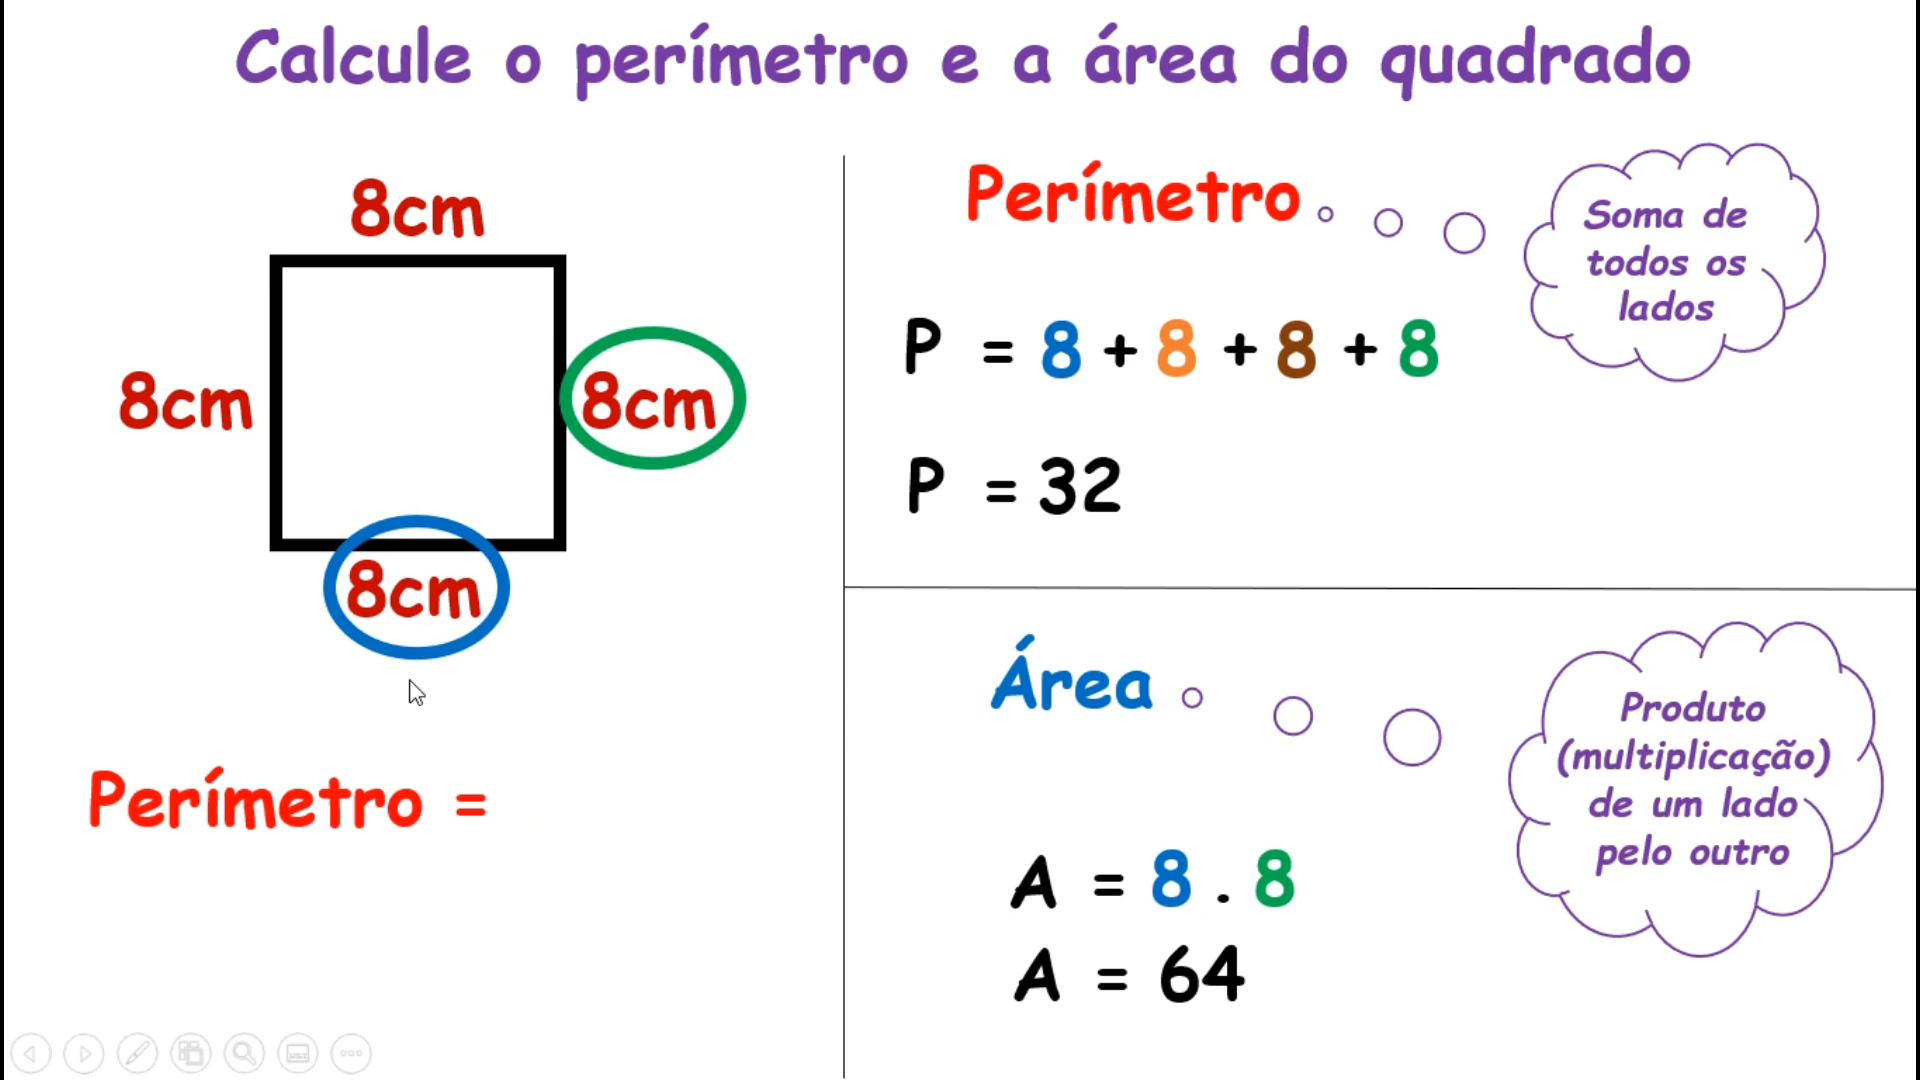 Calcule o perímetro e a área do quadrado
8cm
8cm
8cm
8cm
Perímetro =
Perímetro
Soma de
todos os
lados
P = 8 + 8 + 8 + 8
P = 32
Área
Produto
(multiplicação)
de um lado
pelo outro
A = 8 . 8
A = 64